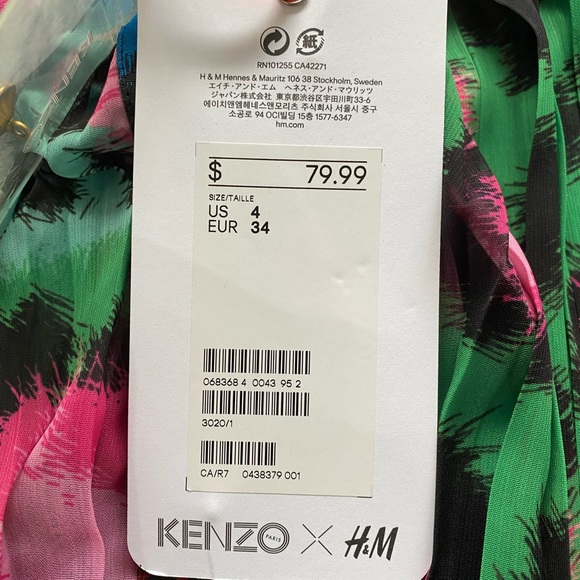 紙
RN101255 CA42271
H & M Hennes & Mauritz 106 38 Stockholm, Sweden
エイチ・アンド・エム ヘネス・アンド・マウリッツ
ジャパン株式会社 東京都渋谷区宇田川町33-6
에이치앤엠헤네스앤모리츠 주식회사 서울시 중구
소공로 94 OCI빌딩 15층 1577-6347
hm.com
$ 79.99
SIZE/TAILLE
US 4
EUR 34
068368 4 0043 95 2
3020/1
CA/R7 0438379 001
KENZO PARIS × H&M